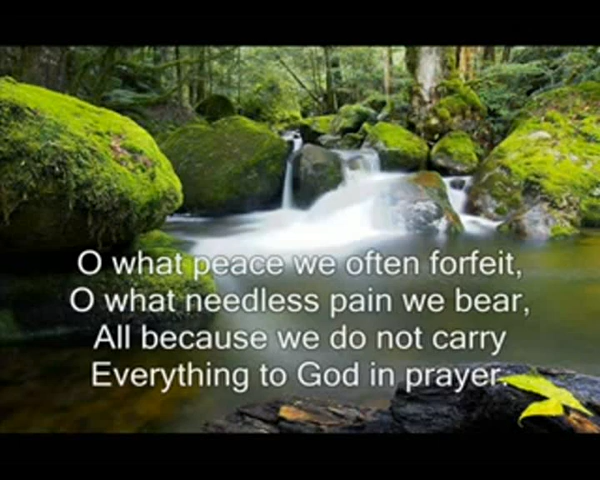 O what peace we often forfeit,
O what needless pain we bear,
All because we do not carry
Everything to God in prayer.